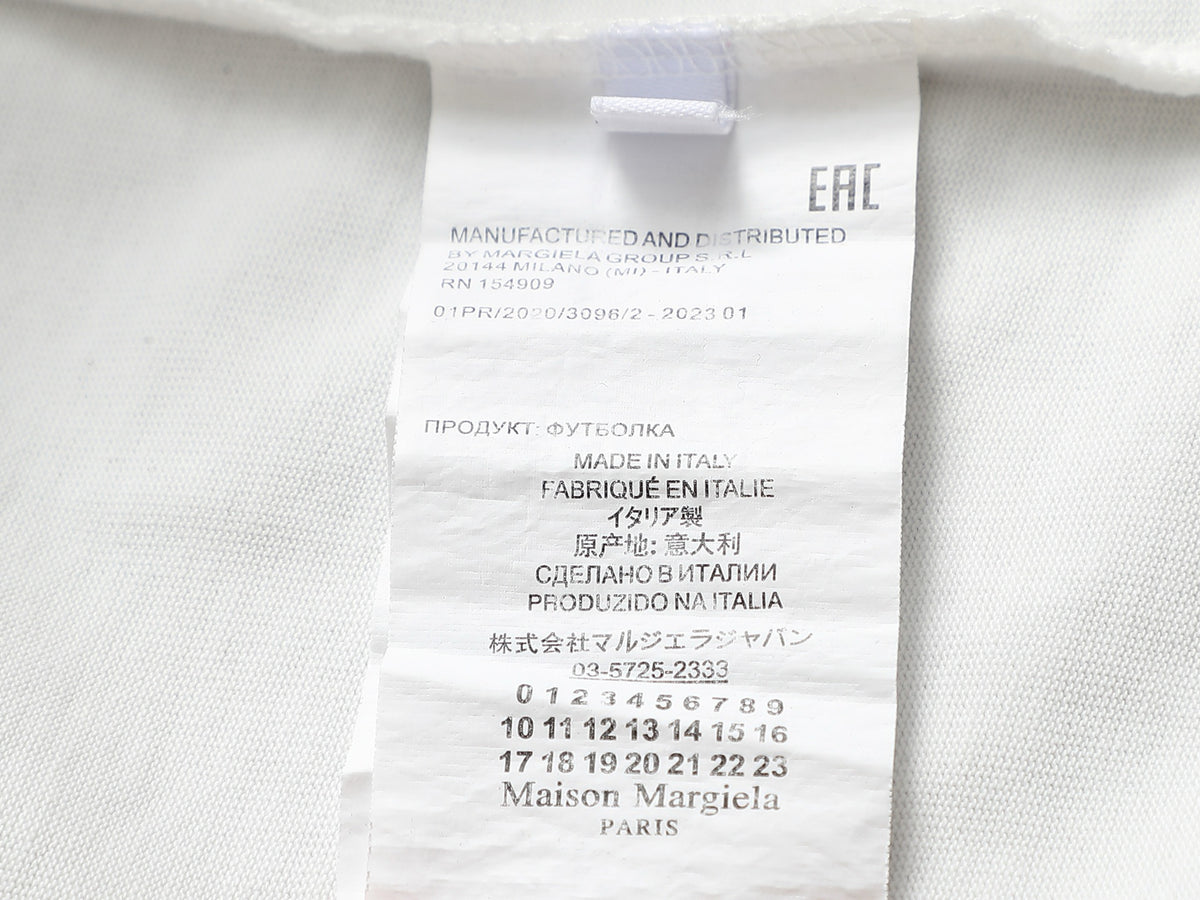 EAC
MANUFACTURED AND DISTRIBUTED
BY MARGIELA GROUP S.R.L
20144 MILANO (MI) - ITALY
RN 154909
01PR/2020/3096/2 - 2023 01
ПРОДУКТ: ФУТБОЛКА
MADE IN ITALY
FABRIQUÉ EN ITALIE
イタリア製
原产地: 意大利
СДЕЛАНО В ИТАЛИИ
PRODUZIDO NA ITALIA
株式会社マルジェラジャパン
03-5725-2333
0 1 2 3 4 5 6 7 8 9
10 11 12 13 14 15 16
17 18 19 20 21 22 23
Maison Margiela
PARIS